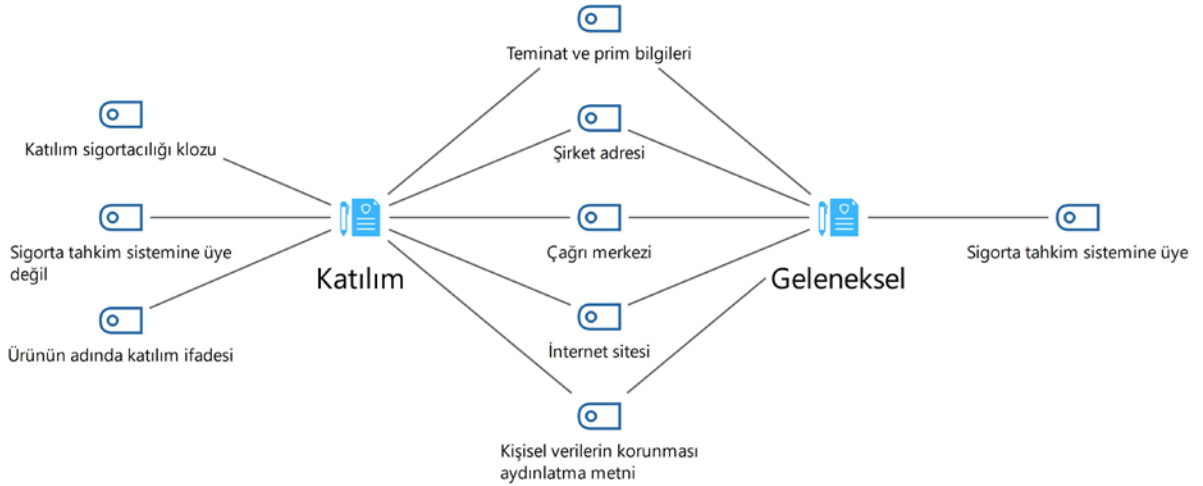 Teminat ve prim bilgileri
Katılım sigortacılığı klozu
Şirket adresi
Sigorta tahkim sistemine üye
değil
Çağrı merkezi
Sigorta tahkim sistemine üye
Katılım
Geleneksel
Ürünün adında katılım ifadesi
İnternet sitesi
Kişisel verilerin korunması
aydınlatma metni